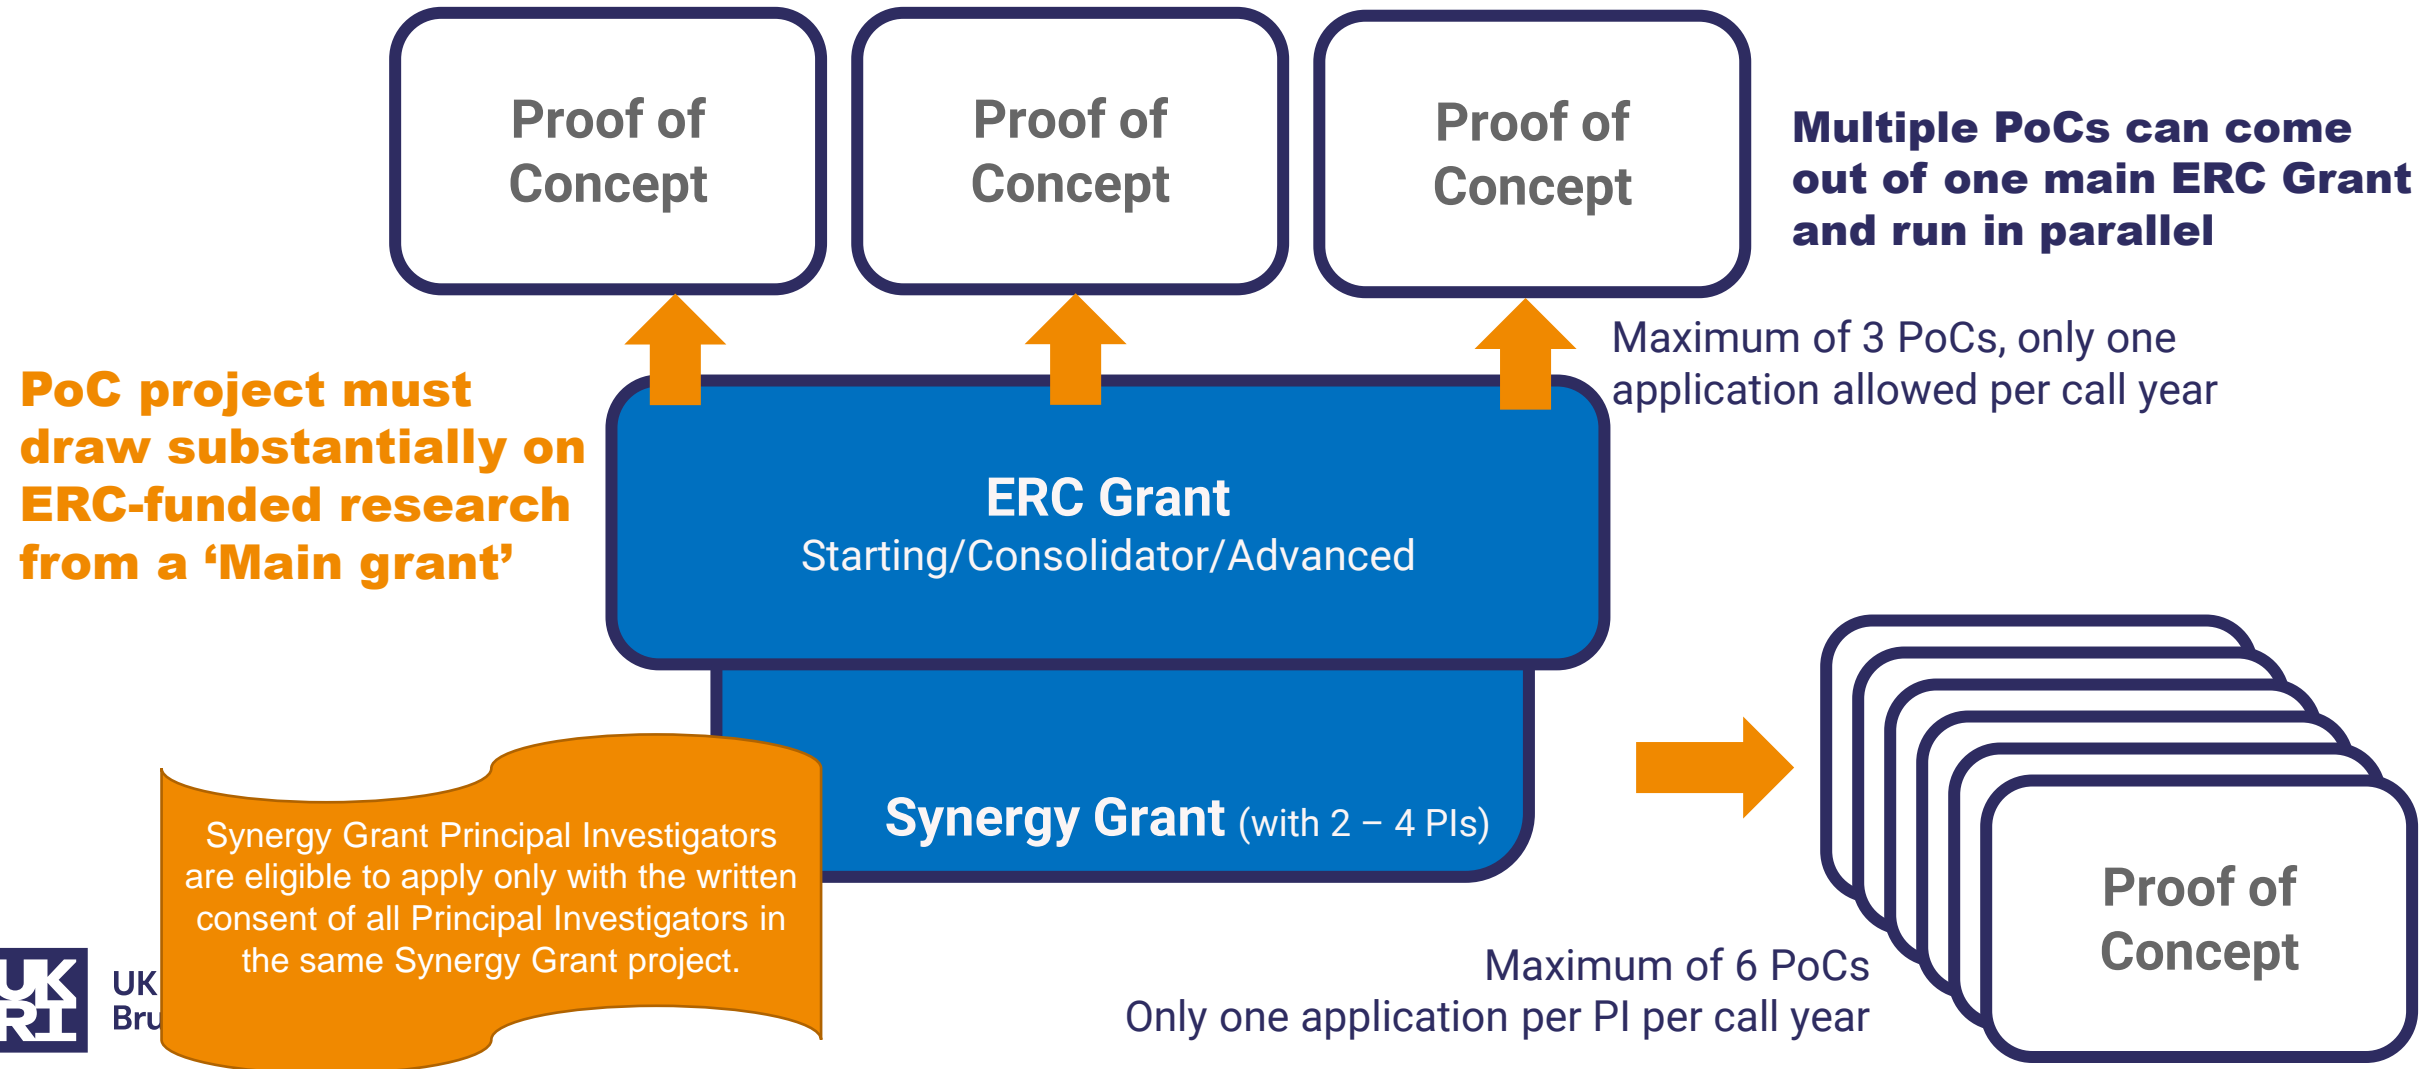 Proof of
Concept
Proof of
Concept
Proof of
Concept
Multiple PoCs can come
out of one main ERC Grant
and run in parallel
Maximum of 3 PoCs, only one
application allowed per call year
PoC project must
draw substantially on
ERC-funded research
from a ‘Main grant’
ERC Grant
Starting/Consolidator/Advanced
Synergy Grant (with 2 – 4 PIs)
Synergy Grant Principal Investigators
are eligible to apply only with the written
consent of all Principal Investigators in
the same Synergy Grant project.
Proof of
Concept
Maximum of 6 PoCs
Only one application per PI per call year
UK
RI
UK